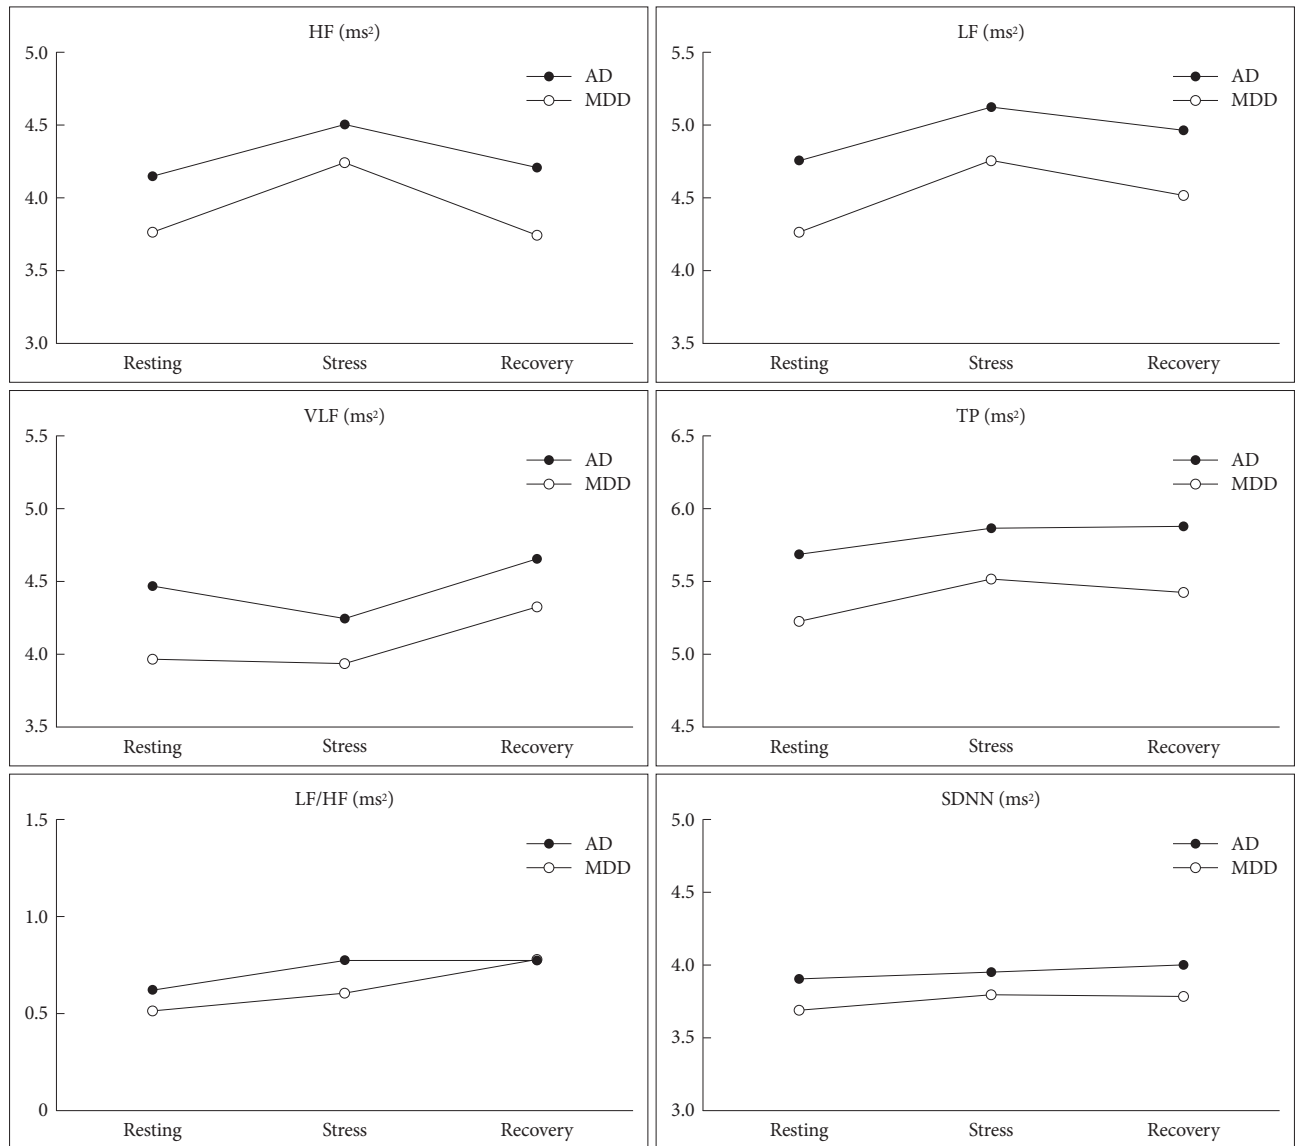 HF (ms²)
5.0
4.5
4.0
3.5
3.0
AD
MDD
Resting Stress Recovery
LF (ms²)
5.5
5.0
4.5
4.0
3.5
AD
MDD
Resting Stress Recovery
VLF (ms²)
5.5
5.0
4.5
4.0
3.5
AD
MDD
Resting Stress Recovery
TP (ms²)
6.5
6.0
5.5
5.0
4.5
AD
MDD
Resting Stress Recovery
LF/HF (ms²)
1.5
1.0
0.5
0
AD
MDD
Resting Stress Recovery
SDNN (ms²)
5.0
4.5
4.0
3.5
3.0
AD
MDD
Resting Stress Recovery